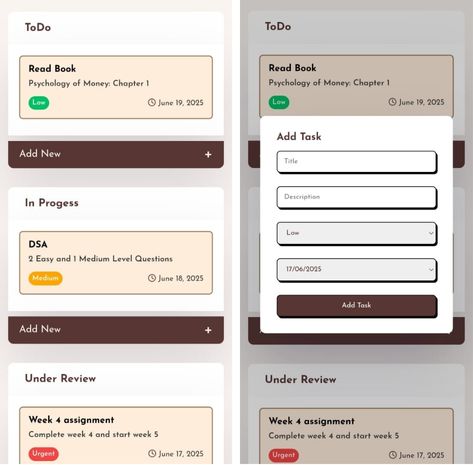 ToDo
Read Book
Psychology of Money: Chapter 1
Low
June 19, 2025
Add New
+
In Progess
DSA
2 Easy and 1 Medium Level Questions
Medium
June 18, 2025
Add New
+
Under Review
Week 4 assignment
Complete week 4 and start week 5
Urgent
June 17, 2025
ToDo
Read Book
Psychology of Money: Chapter 1
Low
June 19, 2025
Add Task
Title
Description
Low
17/06/2025
Add Task
Under Review
Week 4 assignment
Complete week 4 and start week 5
Urgent
June 17, 2025